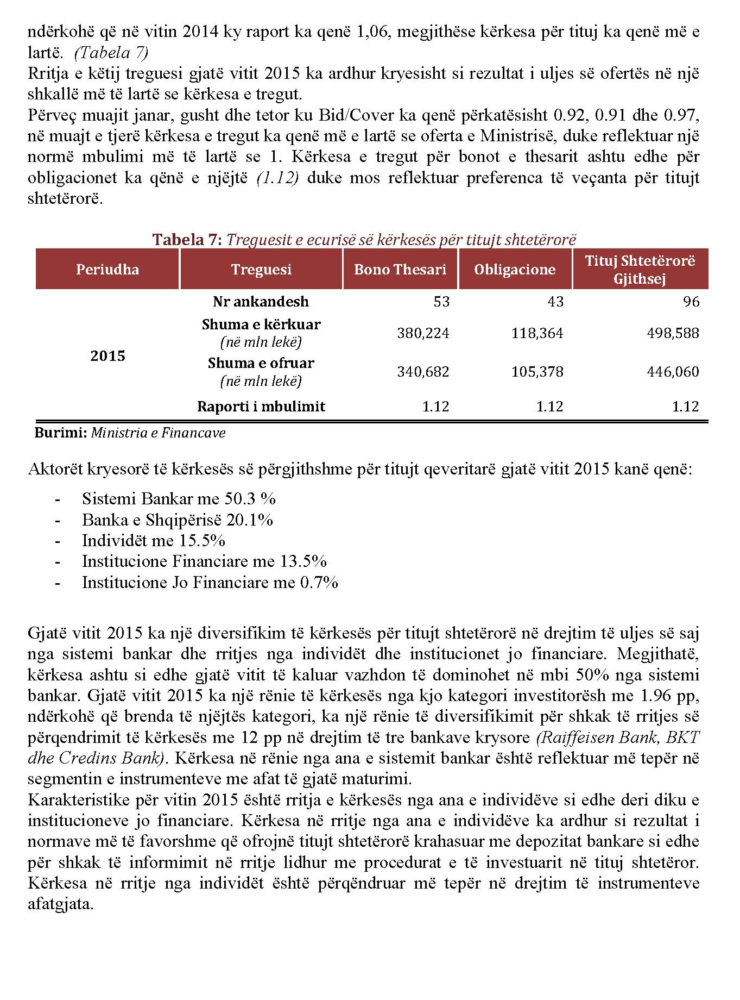 ndërkohë që në vitin 2014 ky raport ka qenë 1,06, megjithëse kërkesa për tituj ka qenë më e
lartë. (Tabela 7)
Rritja e këtij treguesi gjatë vitit 2015 ka ardhur kryesisht si rezultat i uljes së ofertës në një
shkallë më të lartë se kërkesa e tregut.
Përveç muajit janar, gusht dhe tetor ku Bid/Cover ka qenë përkatësisht 0.92, 0.91 dhe 0.97,
në muajt e tjerë kërkesa e tregut ka qenë më e lartë se oferta e Ministrisë, duke reflektuar një
normë mbulimi më të lartë se 1. Kërkesa e tregut për bonot e thesarit ashtu edhe për
obligacionet ka qënë e njëjtë (1.12) duke mos reflektuar preferenca të veçanta për titujt
shtetërorë.
Tabela 7: Treguesit e ecurisë së kërkesës për titujt shtetërorë
Periudha Treguesi Bono Thesari Obligacione Tituj Shtetërorë
Gjithsej
Nr ankandesh 53 43 96
Shuma e kërkuar
(në mln lekë) 380,224 118,364 498,588
2015
Shuma e ofruar
(në mln lekë) 340,682 105,378 446,060
Raporti i mbulimit 1.12 1.12 1.12
Burimi: Ministria e Financave
Aktorët kryesorë të kërkesës së përgjithshme për titujt qeveritarë gjatë vitit 2015 kanë qenë:
- Sistemi Bankar me 50.3 %
- Banka e Shqipërisë 20.1%
- Individët me 15.5%
- Institucione Financiare me 13.5%
- Institucione Jo Financiare me 0.7%
Gjatë vitit 2015 ka një diversifikim të kërkesës për titujt shtetërorë në drejtim të uljes së saj
nga sistemi bankar dhe rritjes nga individët dhe institucionet jo financiare. Megjithatë,
kërkesa ashtu si edhe gjatë vitit të kaluar vazhdon të dominohet në mbi 50% nga sistemi
bankar. Gjatë vitit 2015 ka një rënie të kërkesës nga kjo kategori investitorësh me 1.96 pp,
ndërkohë që brenda të njëjtës kategori, ka një rënie të diversifikimit për shkak të rritjes së
përqendrimit të kërkesës me 12 pp në drejtim të tre bankave krysore (Raiffeisen Bank, BKT
dhe Credins Bank). Kërkesa në rënie nga ana e sistemit bankar është reflektuar më tepër në
segmentin e instrumenteve me afat të gjatë maturimi.
Karakteristike për vitin 2015 është rritja e kërkesës nga ana e individëve si edhe deri diku e
institucioneve jo financiare. Kërkesa në rritje nga ana e individëve ka ardhur si rezultat i
normave më të favorshme që ofrojnë titujt shtetërorë krahasuar me depozitat bankare si edhe
për shkak të informimit në rritje lidhur me procedurat e të investuarit në tituj shtetëror.
Kërkesa në rritje nga individët është përqëndruar më tepër në drejtim të instrumenteve
afatgjata.